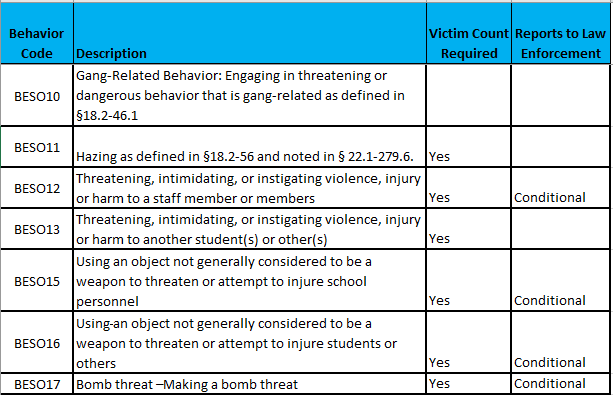 Behavior Code Description Victim Count Required Reports to Law Enforcement
BESO10 Gang-Related Behavior: Engaging in threatening or
dangerous behavior that is gang-related as defined in
§18.2-46.1
BESO11 Hazing as defined in §18.2-56 and noted in § 22.1-279.6. Yes
BESO12 Threatening, intimidating, or instigating violence, injury
or harm to a staff member or members Yes Conditional
BESO13 Threatening, intimidating, or instigating violence, injury
or harm to another student(s) or other(s) Yes
BESO15 Using an object not generally considered to be a
weapon to threaten or attempt to injure school
personnel Yes Conditional
BESO16 Using-an object not generally considered to be a
weapon to threaten or attempt to injure students or
others Yes Conditional
BESO17 Bomb threat –Making a bomb threat Yes Conditional